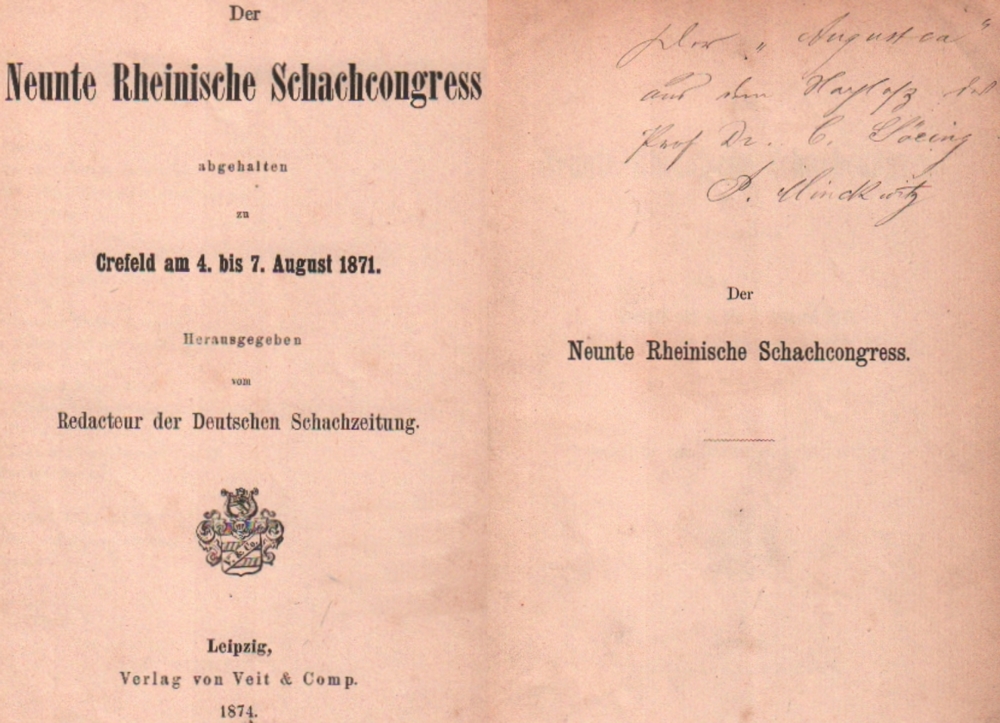 Der
Neunte Rheinische Schachcongress
abgehalten
zu
Crefeld am 4. bis 7. August 1871.
Herausgegeben
vom
Redacteur der Deutschen Schachzeitung.
Leipzig,
Verlag von Veit & Comp.
1874.
Der „Augustea“
aus dem Nachlass des
Prof Dr. C. Göring
J. Minckwitz
Der
Neunte Rheinische Schachcongress.